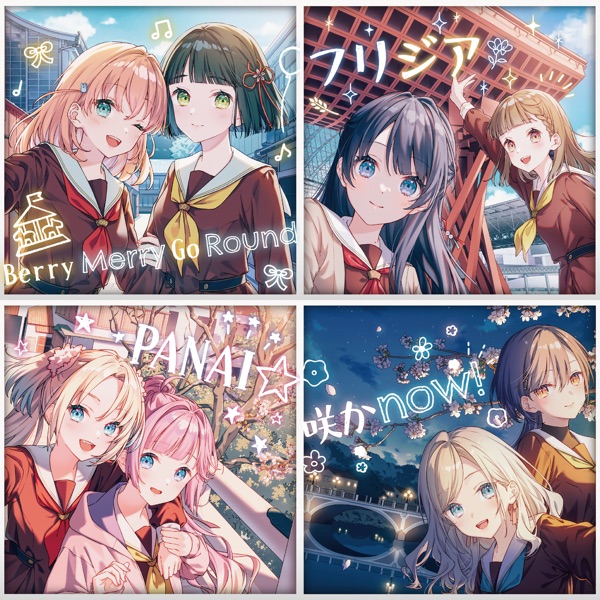 Berry Merry Go Round
フリジア
PANAI
咲かnow!